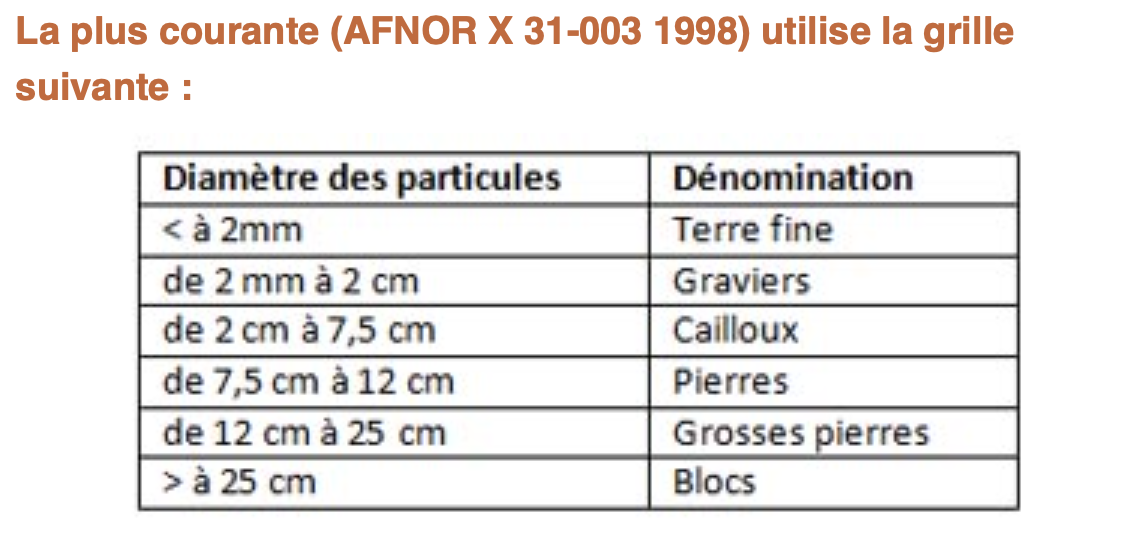 La plus courante (AFNOR X 31-003 1998) utilise la grille
suivante :
Diamètre des particules Dénomination
< à 2mm Terre fine
de 2 mm à 2 cm Graviers
de 2 cm à 7,5 cm Cailloux
de 7,5 cm à 12 cm Pierres
de 12 cm à 25 cm Grosses pierres
> à 25 cm Blocs